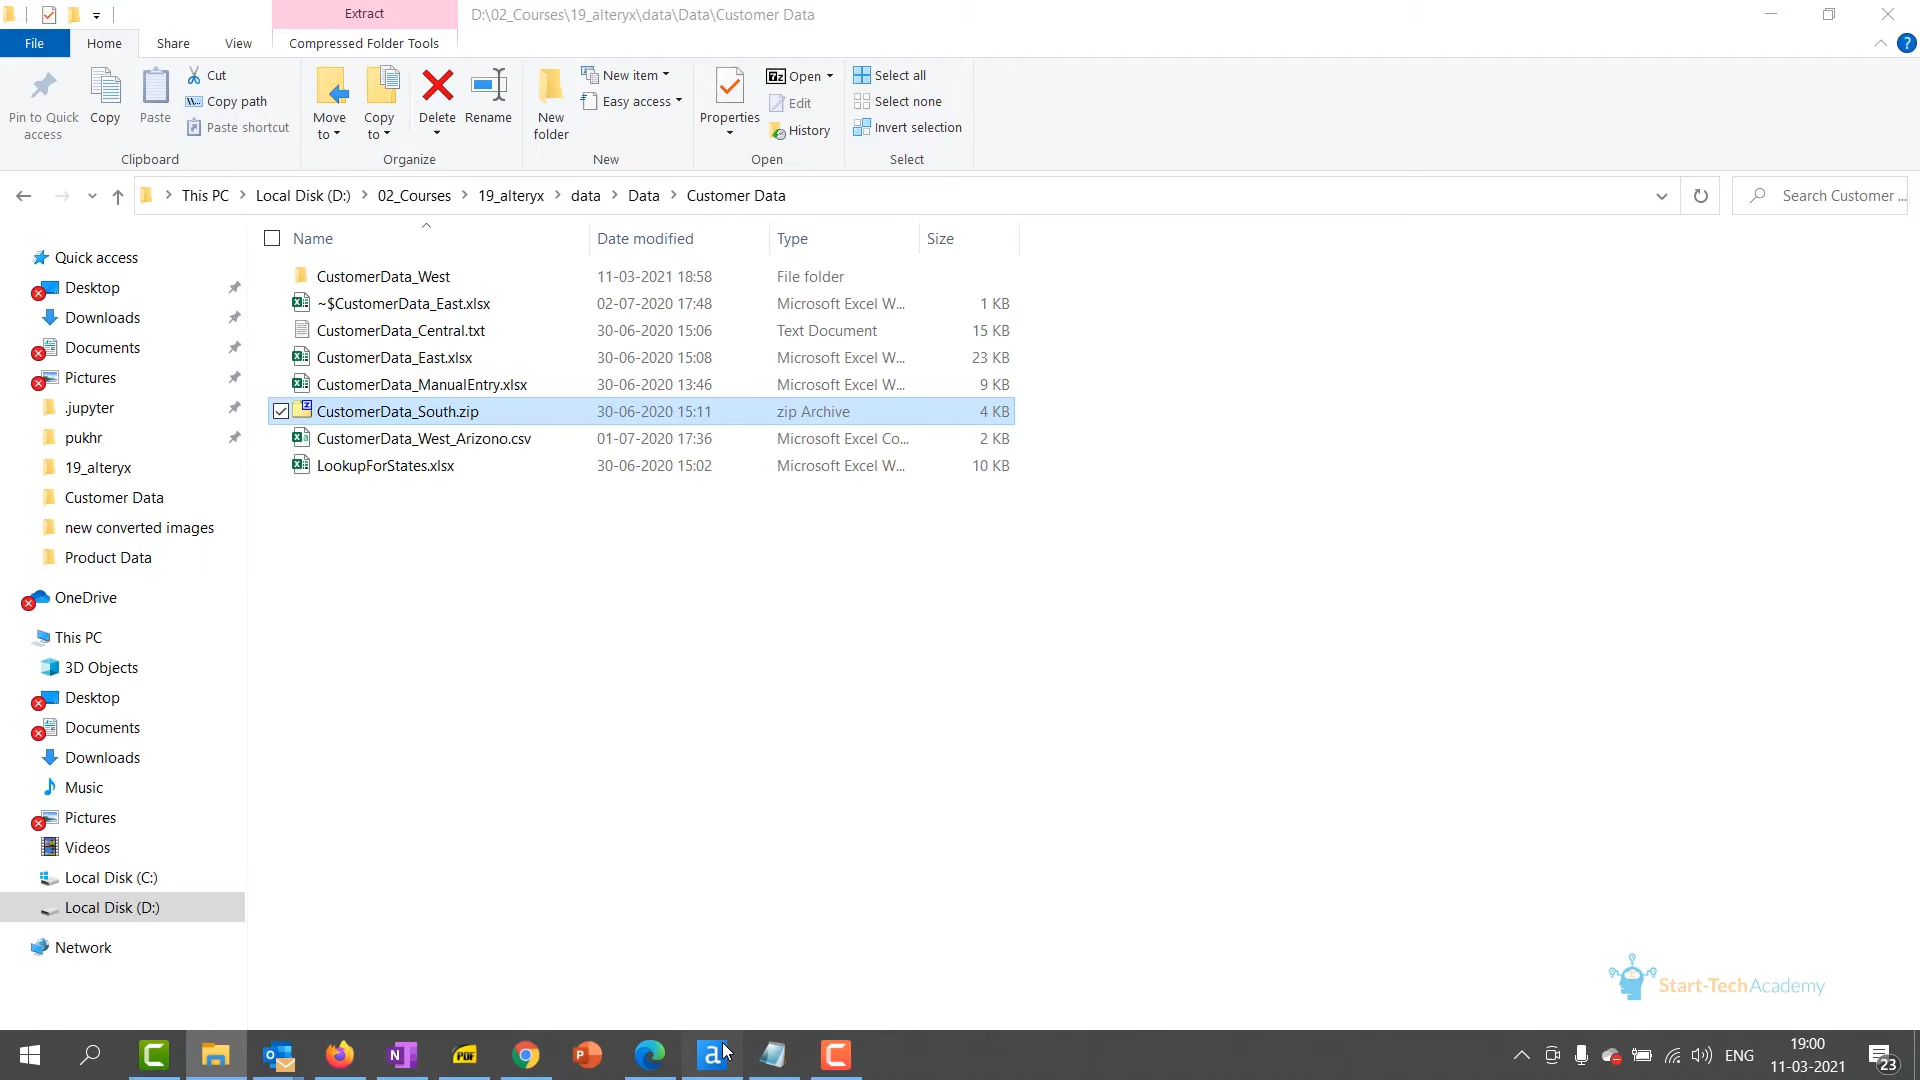 Extract
D:\02_Courses\19_alteryx\data\Data\Customer Data
File
Home
Share
View
Compressed Folder Tools
Pin to Quick access
Copy
Paste
Cut
Copy path
Paste shortcut
Move to
Copy to
Delete
Rename
New folder
New item
Easy access
Properties
Open
Edit
History
Select all
Select none
Invert selection
Clipboard
Organize
New
Open
Select
This PC
Local Disk (D:)
02_Courses
19_alteryx
data
Data
Customer Data
Search Customer ...
Name
Date modified
Type
Size
CustomerData_West 11-03-2021 18:58 File folder
~$CustomerData_East.xlsx 02-07-2020 17:48 Microsoft Excel W... 1 KB
CustomerData_Central.txt 30-06-2020 15:06 Text Document 15 KB
CustomerData_East.xlsx 30-06-2020 15:08 Microsoft Excel W... 23 KB
CustomerData_ManualEntry.xlsx 30-06-2020 13:46 Microsoft Excel W... 9 KB
CustomerData_South.zip 30-06-2020 15:11 zip Archive 4 KB
CustomerData_West_Arizono.csv 01-07-2020 17:36 Microsoft Excel Co... 2 KB
LookupForStates.xlsx 30-06-2020 15:02 Microsoft Excel W... 10 KB
Quick access
Desktop
Downloads
Documents
Pictures
.jupyter
pukhr
19_alteryx
Customer Data
new converted images
Product Data
OneDrive
This PC
3D Objects
Desktop
Documents
Downloads
Music
Pictures
Videos
Local Disk (C:)
Local Disk (D:)
Network
Start-Tech Academy
PDF
ENG
19:00
11-03-2021
23